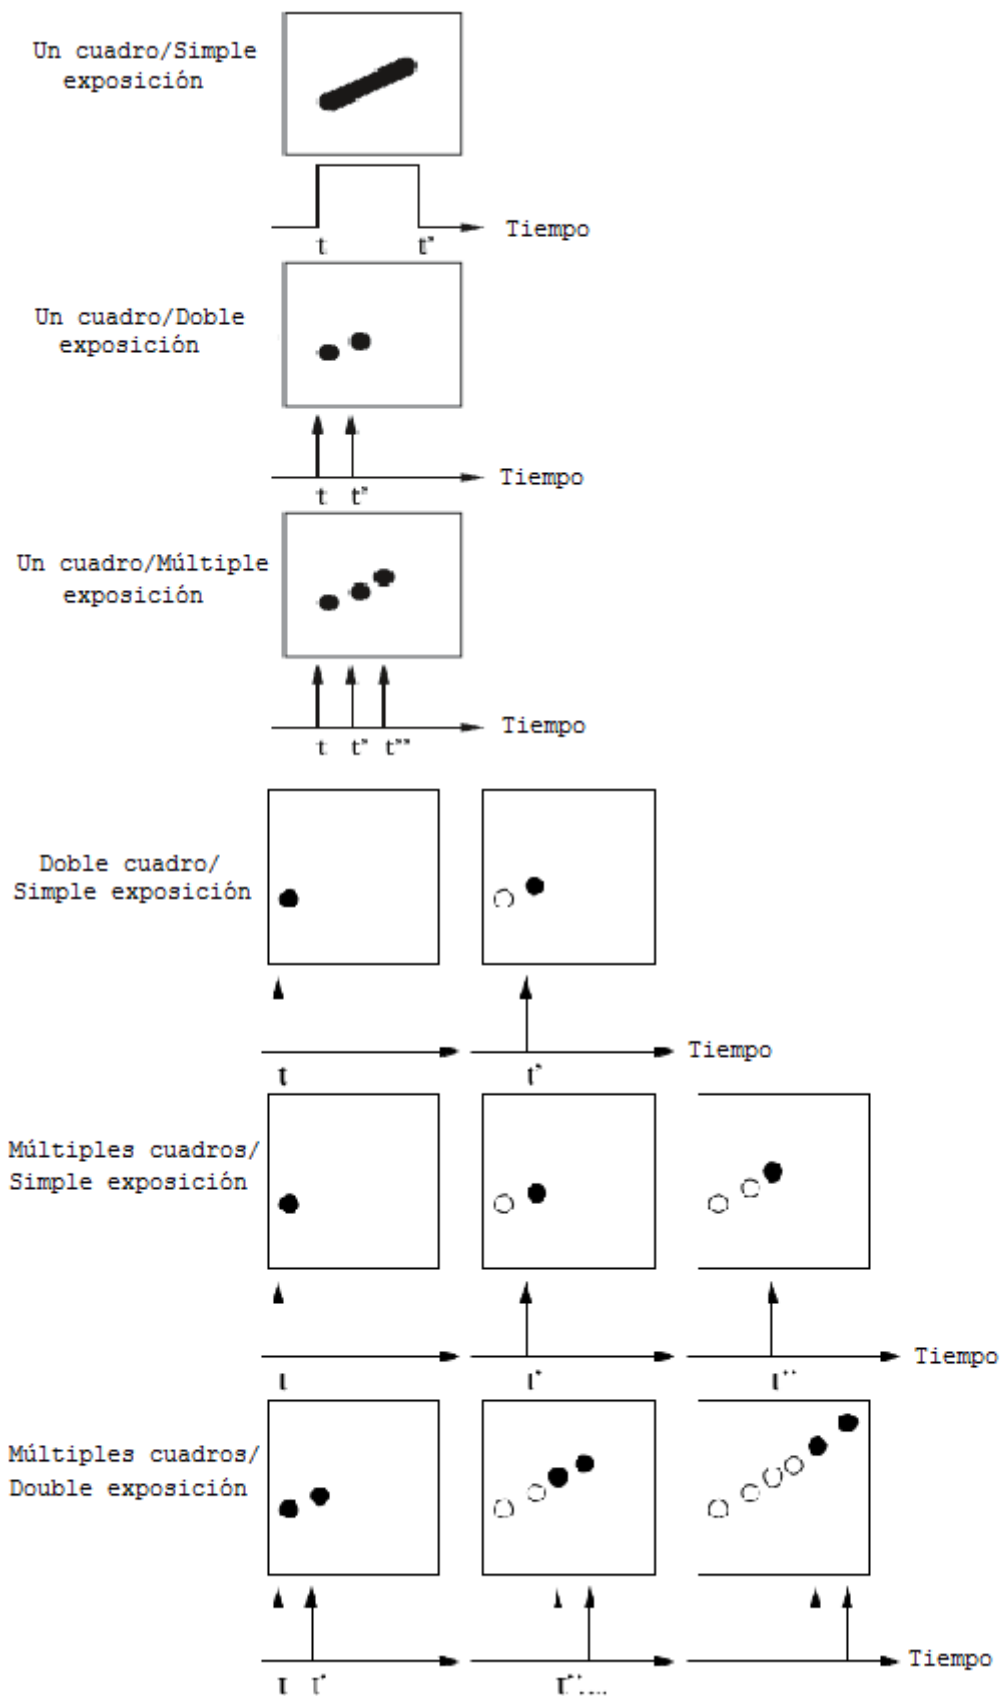 Un cuadro/Simple
exposición
Tiempo
t t'
Un cuadro/Doble
exposición
Tiempo
t t'
Un cuadro/Múltiple
exposición
Tiempo
t t' t''
Doble cuadro/
Simple exposición
Tiempo
t t'
Múltiples cuadros/
Simple exposición
Tiempo
t t' t''
Múltiples cuadros/
Double exposición
Tiempo
t t' t''....